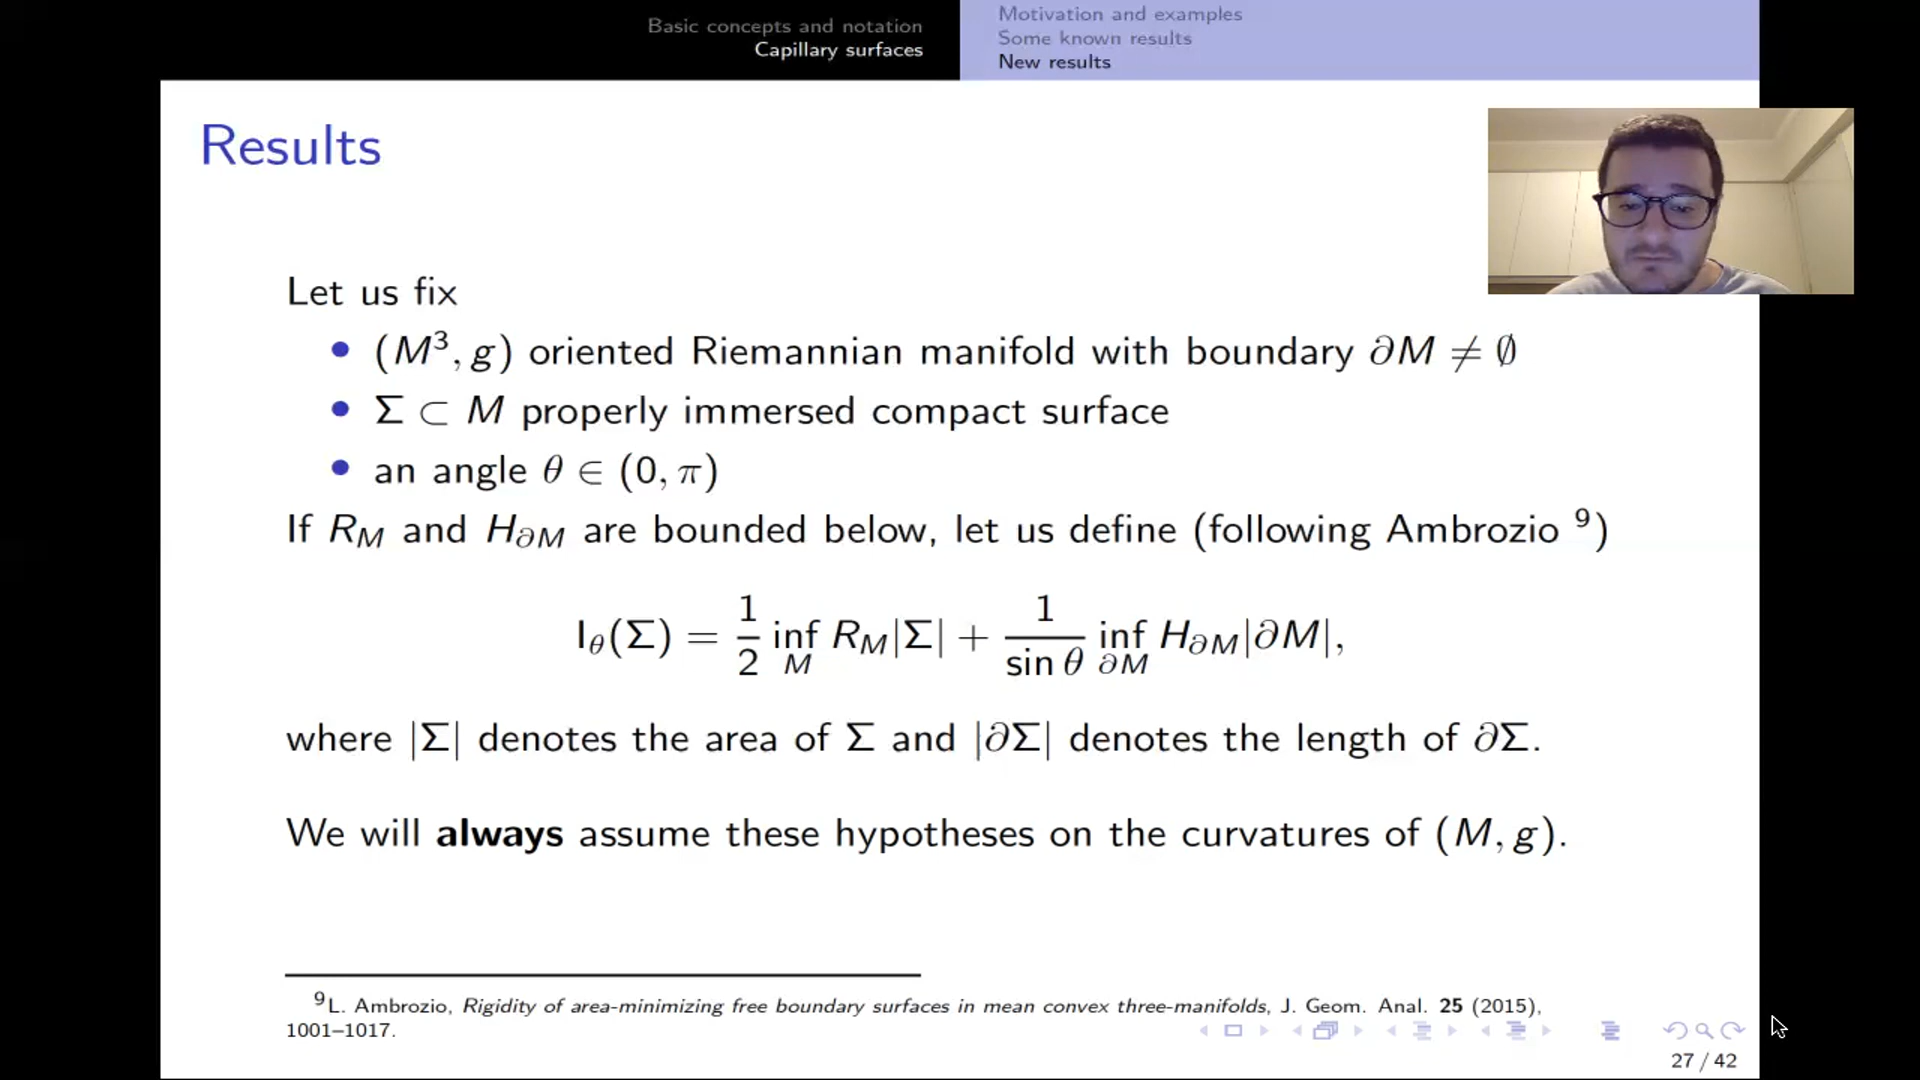 Basic concepts and notation
Capillary surfaces
Motivation and examples
Some known results
New results
Results
Let us fix
• (M³, g) oriented Riemannian manifold with boundary ∂M ≠ ∅
• Σ ⊂ M properly immersed compact surface
• an angle θ ∈ (0, π)
If R_M and H_∂M are bounded below, let us define (following Ambrozio ⁹)
I_θ(Σ) = 1/2 inf_M R_M|Σ| + 1/sin θ inf_∂M H_∂M|∂M|,
where |Σ| denotes the area of Σ and |∂Σ| denotes the length of ∂Σ.
We will always assume these hypotheses on the curvatures of (M, g).
⁹L. Ambrozio, Rigidity of area-minimizing free boundary surfaces in mean convex three-manifolds, J. Geom. Anal. 25 (2015),
1001–1017.
27 / 42